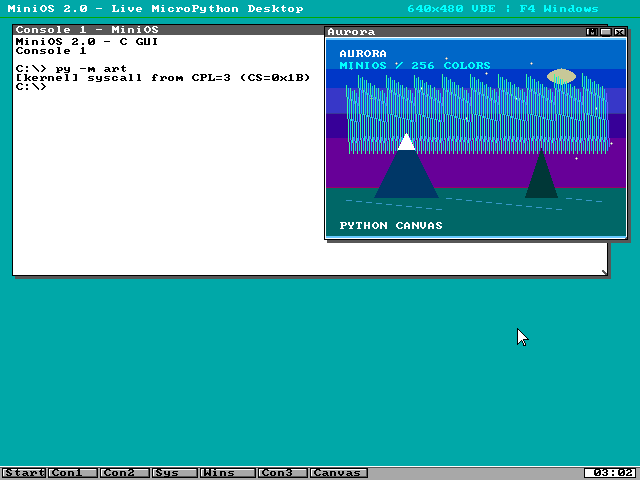 MiniOS 2.0 - Live MicroPython Desktop
640x480 VBE ¦ F4 Windows
Console 1 - MiniOS
MiniOS 2.0 - C GUI
Console 1
C:\> py -m art
[kernel] syscall from CPL=3 (CS=0x1B)
C:\>
Aurora
M _ X
AURORA
MINIOS / 256 COLORS
PYTHON CANVAS
Start Con1 Con2 Sys Wins Con3 Canvas 03:02